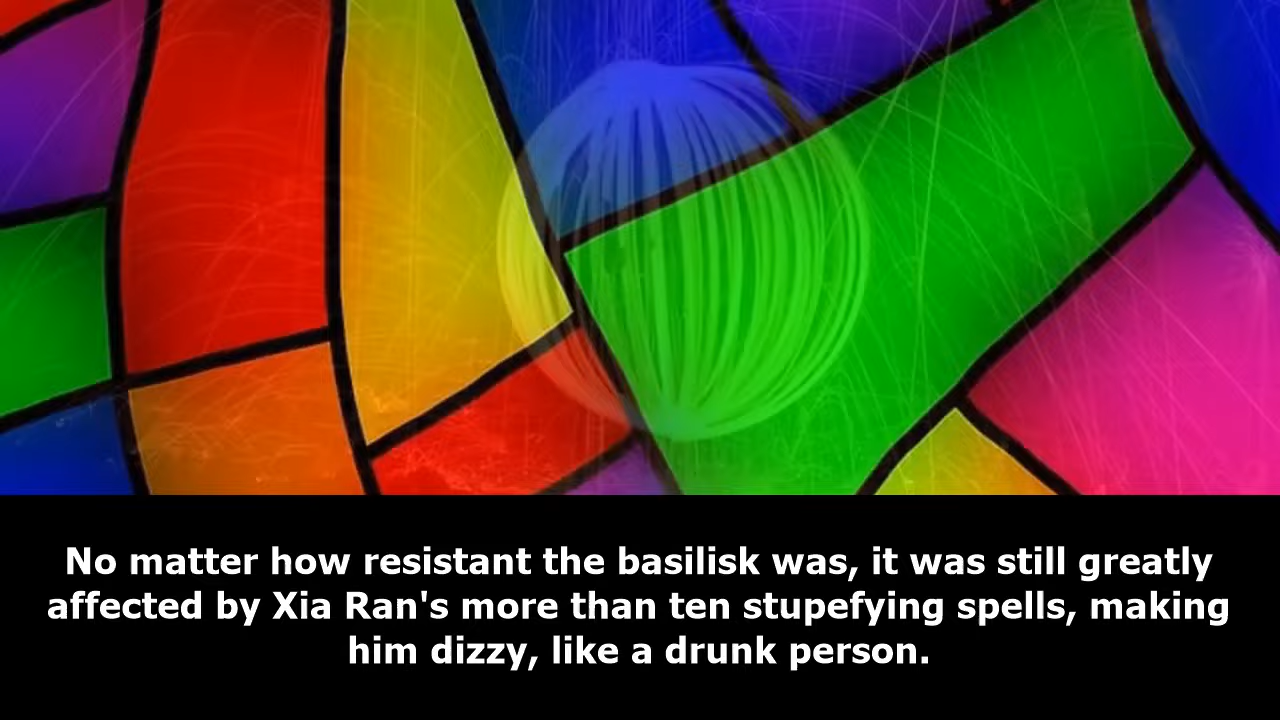 No matter how resistant the basilisk was, it was still greatly
affected by Xia Ran's more than ten stupefying spells, making
him dizzy, like a drunk person.